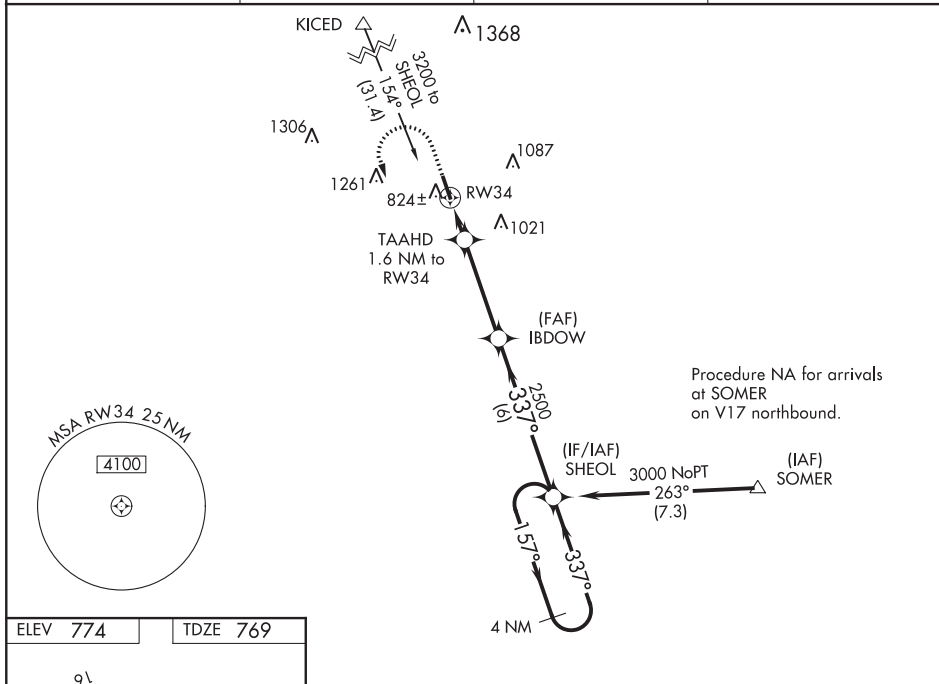 KICED
1368
3200 to
SHEOL
154°
(31.4)
1306
1087
1261
824±
RW34
1021
TAAHD
1.6 NM to
RW34
(FAF)
IBDOW
2500
337°
(6)
Procedure NA for arrivals
at SOMER
on V17 northbound.
MSA RW34 25 NM
4100
(IF/IAF)
SHEOL
3000 NoPT
263°
(7.3)
(IAF)
SOMER
157°
337°
4 NM
ELEV 774
TDZE 769
16